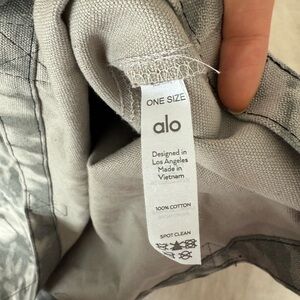 ONE SIZE
alo
Designed in
Los Angeles
Made in
Vietnam
100% COTTON
SPOT CLEAN